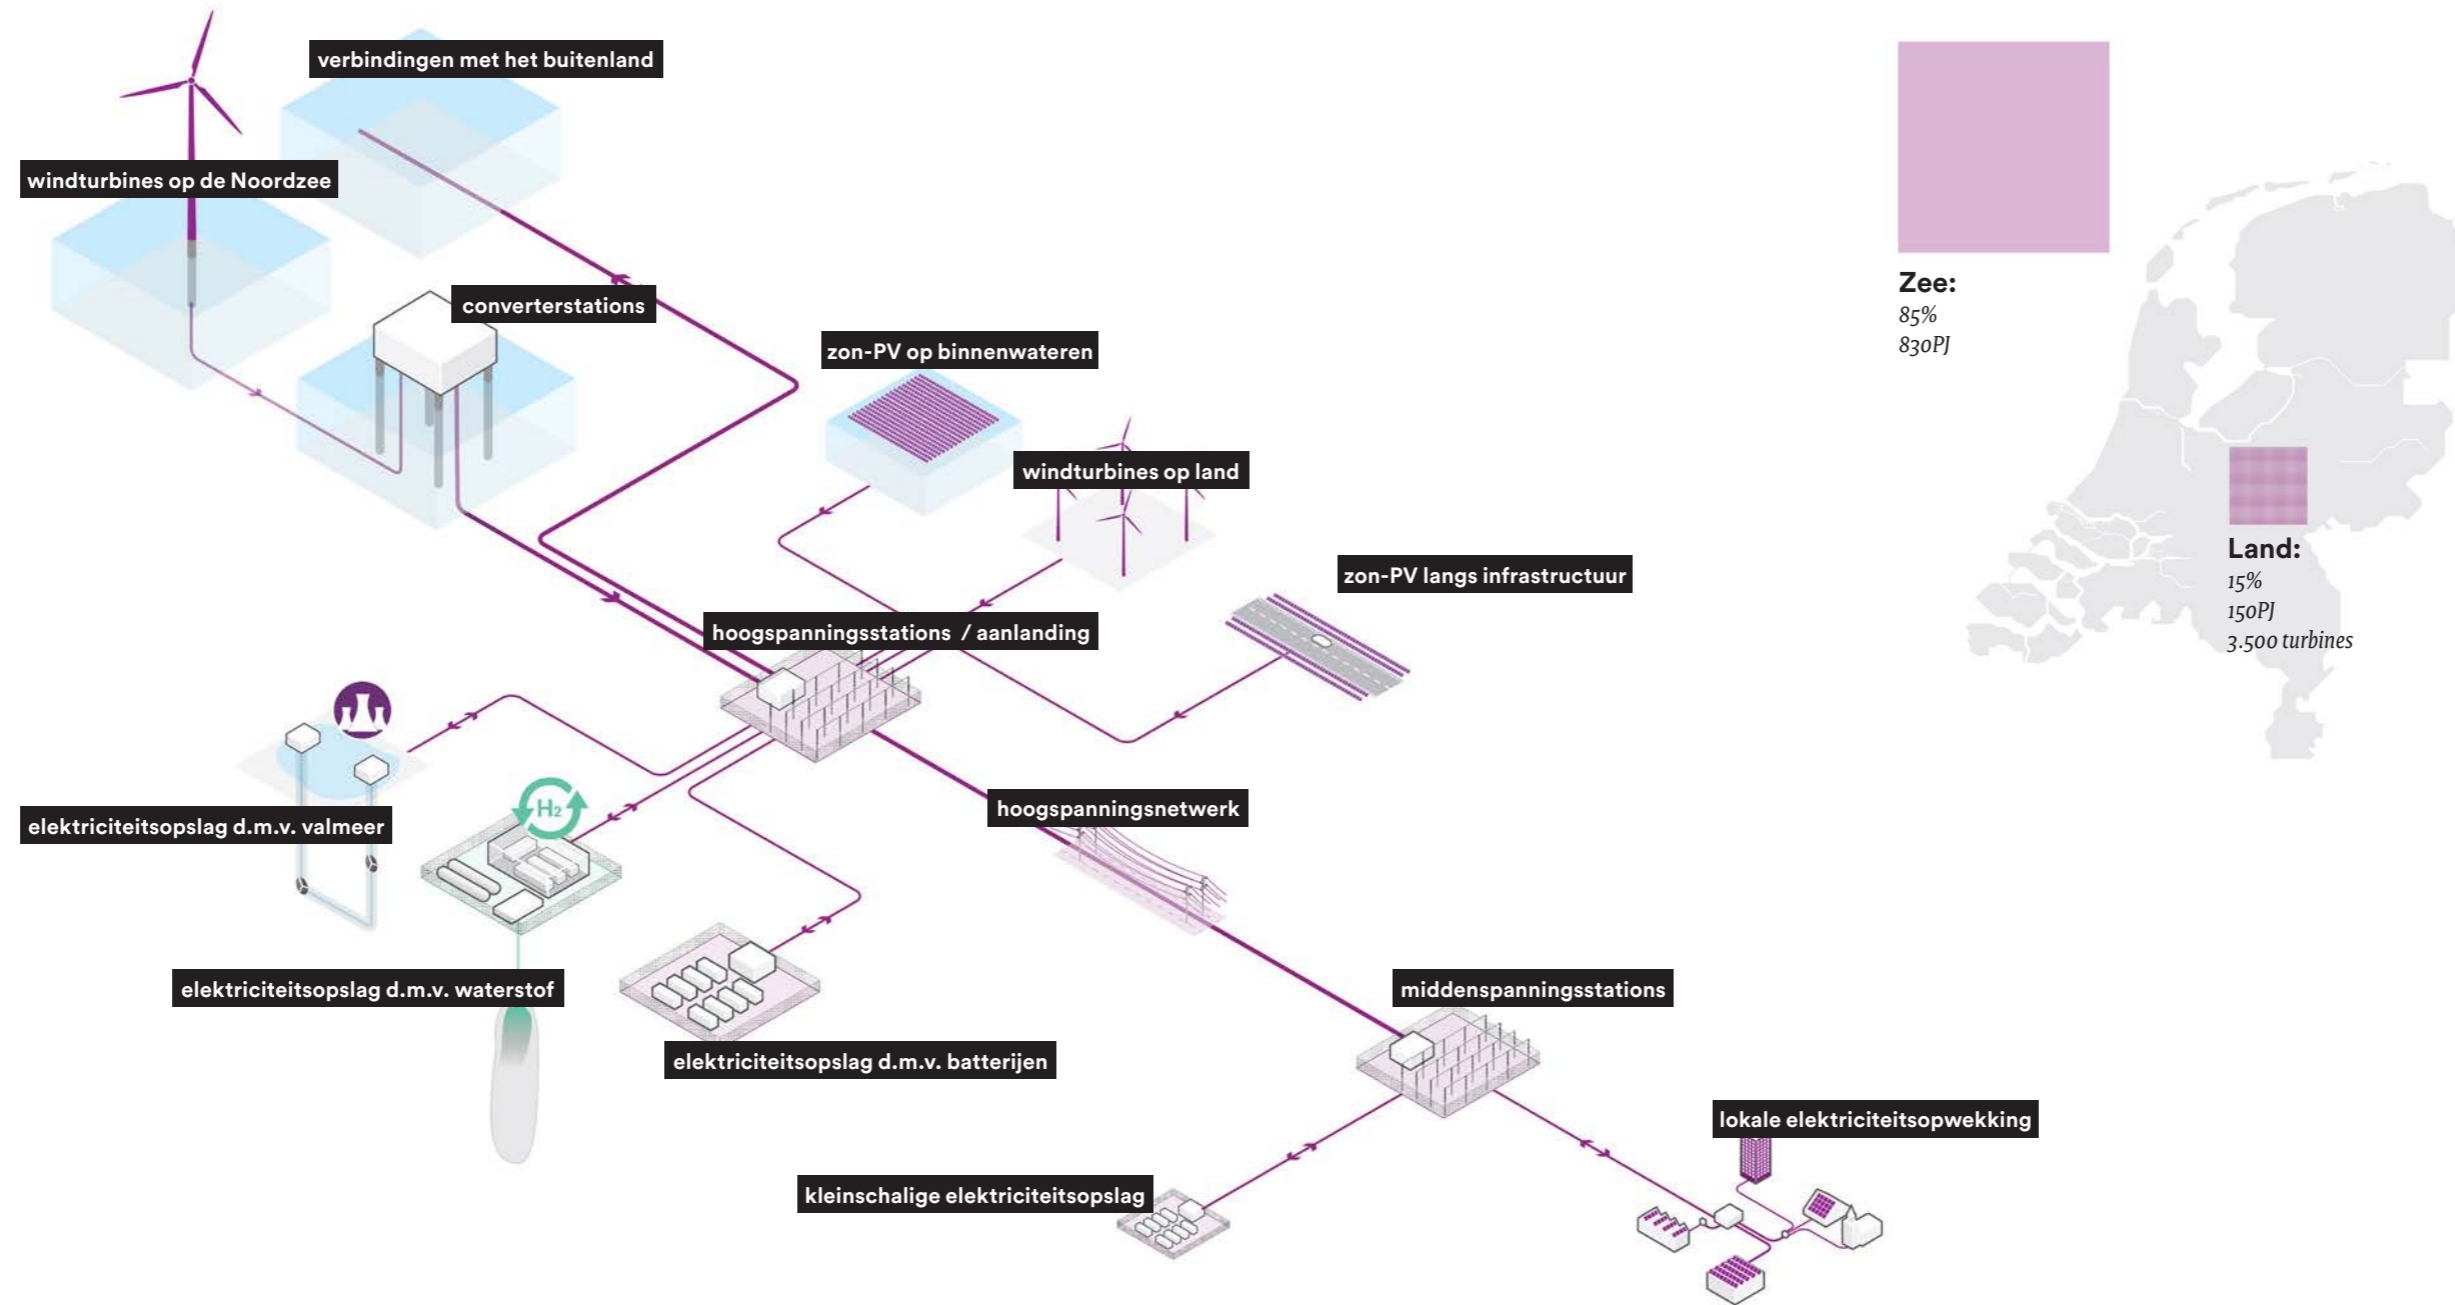 verbindingen met het buitenland
windturbines op de Noordzee
converterstations
zon-PV op binnenwateren
windturbines op land
zon-PV langs infrastructuur
hoogspanningsstations / aanlanding
elektriciteitsopslag d.m.v. valmeer
H2
hoogspanningsnetwerk
elektriciteitsopslag d.m.v. waterstof
middenspanningsstations
elektriciteitsopslag d.m.v. batterijen
lokale elektriciteitsopwekking
kleinschalige elektriciteitsopslag
Zee:
85%
830PJ
Land:
15%
150PJ
3.500 turbines